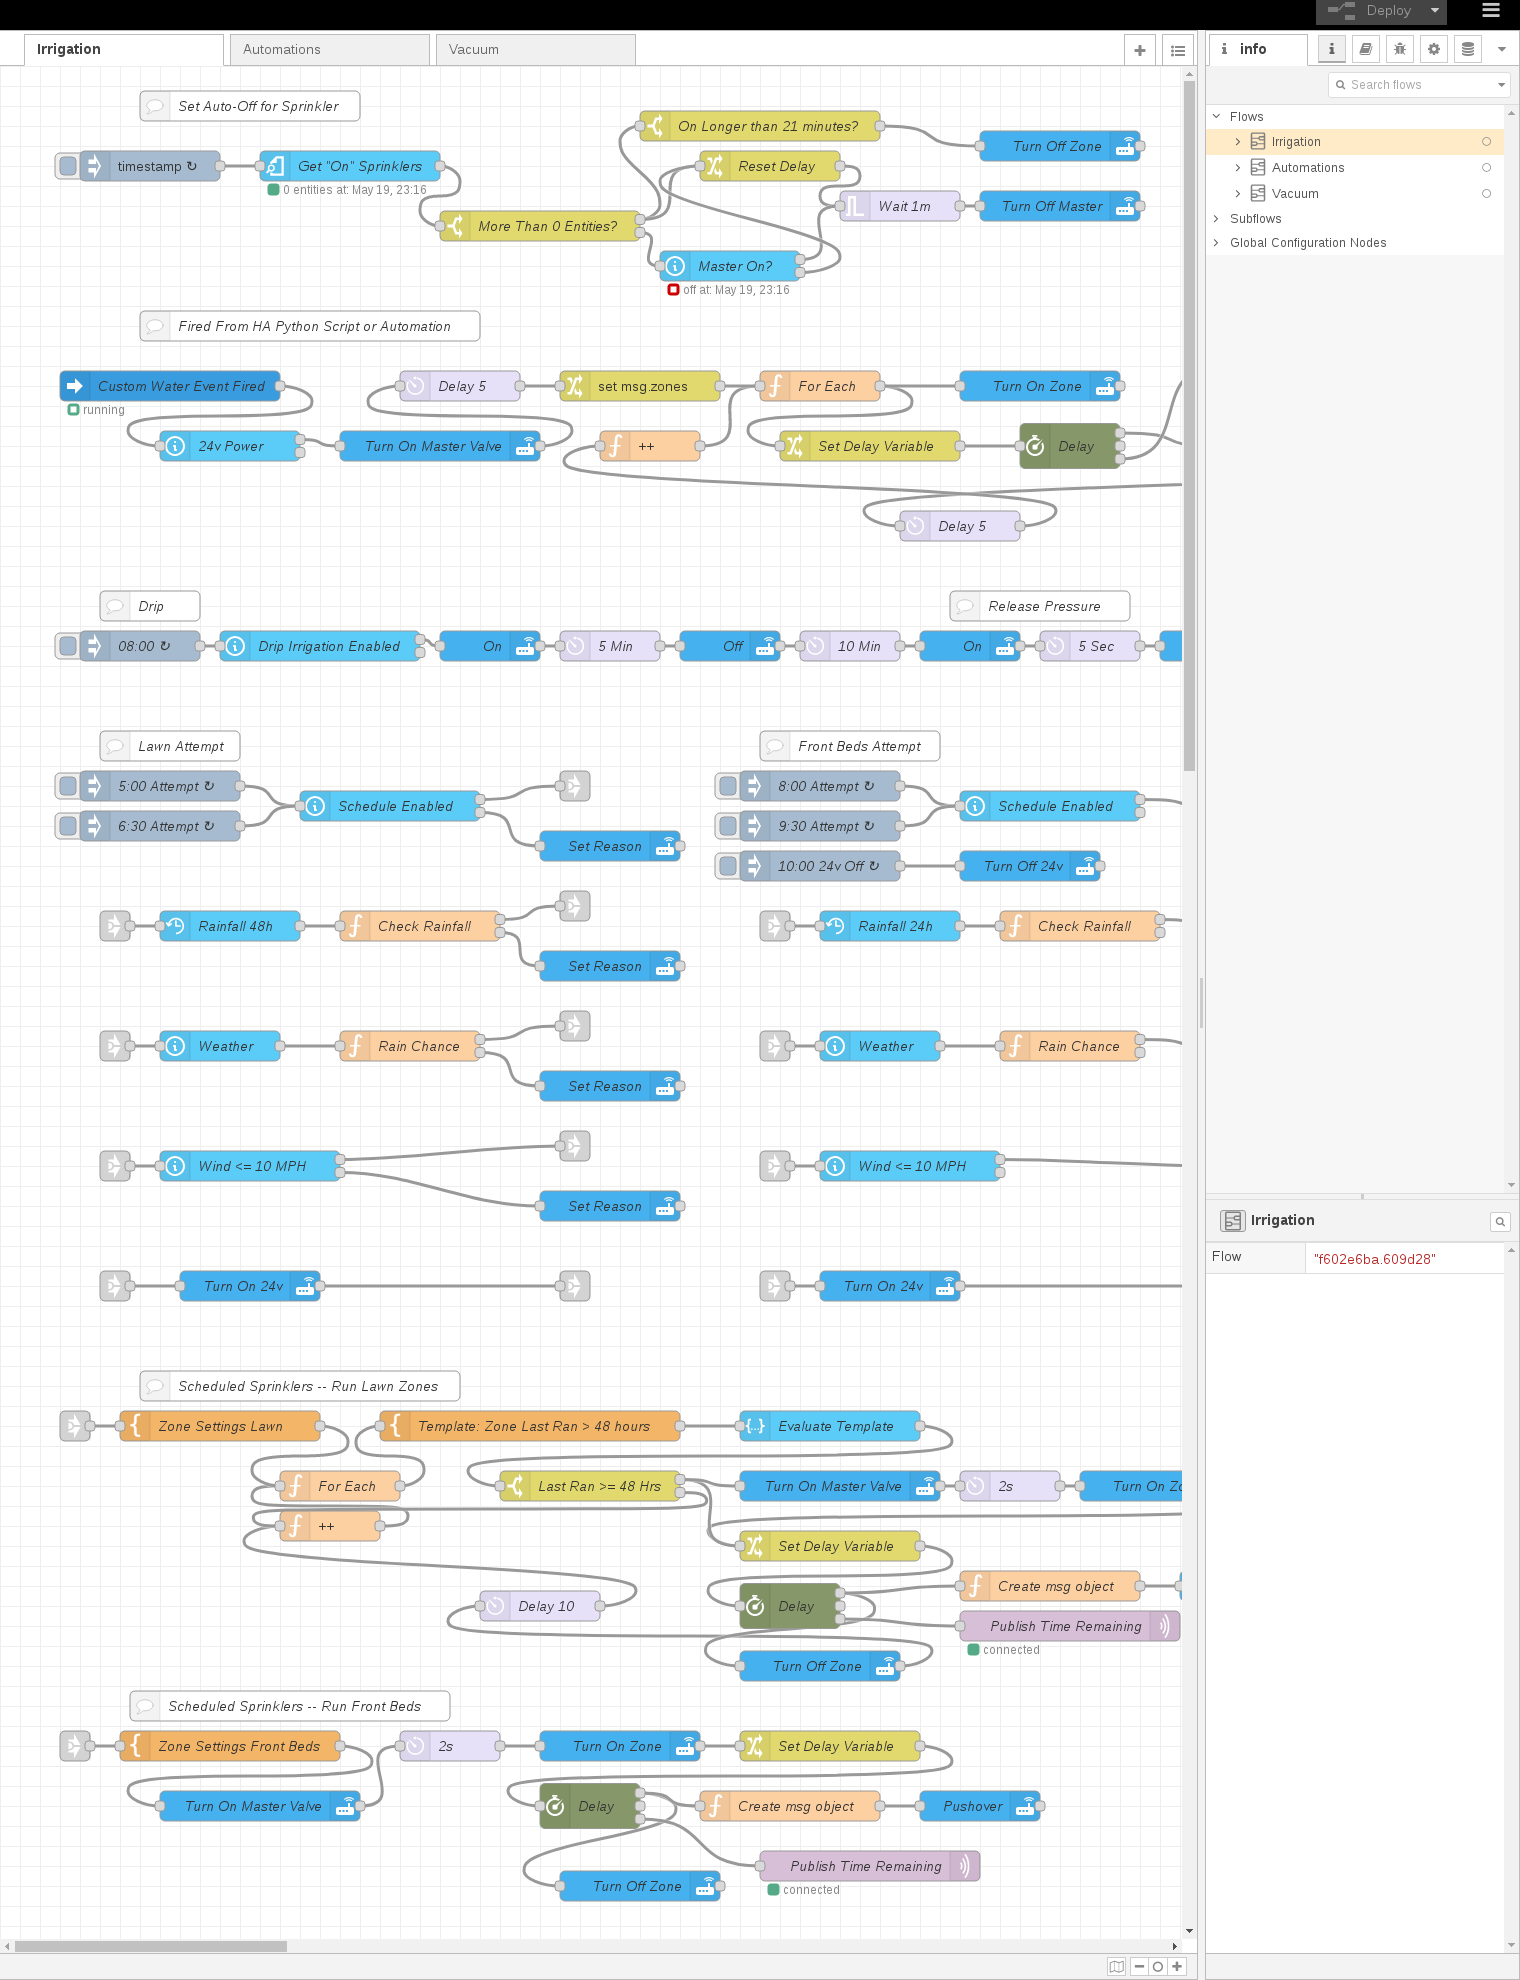 Deploy
Irrigation
Automations
Vacuum
info
Search flows
Flows
Irrigation
Automations
Vacuum
Subflows
Global Configuration Nodes
Set Auto-Off for Sprinkler
On Longer than 21 minutes?
Turn Off Zone
timestamp ↻
Get "On" Sprinklers
Reset Delay
0 entities at: May 19, 23:16
Wait 1m
Turn Off Master
More Than 0 Entities?
Master On?
off at: May 19, 23:16
Fired From HA Python Script or Automation
Custom Water Event Fired
Delay 5
set msg.zones
For Each
Turn On Zone
running
24v Power
Turn On Master Valve
++
Set Delay Variable
Delay
Delay 5
Drip
Release Pressure
08:00 ↻
Drip Irrigation Enabled
On
5 Min
Off
10 Min
On
5 Sec
Lawn Attempt
Front Beds Attempt
5:00 Attempt ↻
8:00 Attempt ↻
Schedule Enabled
Schedule Enabled
6:30 Attempt ↻
9:30 Attempt ↻
Set Reason
10:00 24v Off ↻
Turn Off 24v
Rainfall 48h
Check Rainfall
Rainfall 24h
Check Rainfall
Set Reason
Weather
Rain Chance
Weather
Rain Chance
Set Reason
Wind <= 10 MPH
Wind <= 10 MPH
Set Reason
Turn On 24v
Turn On 24v
Irrigation
Flow
"f602e6ba.609d28"
Scheduled Sprinklers -- Run Lawn Zones
Zone Settings Lawn
Template: Zone Last Ran > 48 hours
Evaluate Template
For Each
Last Ran >= 48 Hrs
Turn On Master Valve
2s
Turn On Zo
++
Set Delay Variable
Delay 10
Delay
Create msg object
Publish Time Remaining
connected
Turn Off Zone
Scheduled Sprinklers -- Run Front Beds
Zone Settings Front Beds
2s
Turn On Zone
Set Delay Variable
Turn On Master Valve
Delay
Create msg object
Pushover
Publish Time Remaining
connected
Turn Off Zone